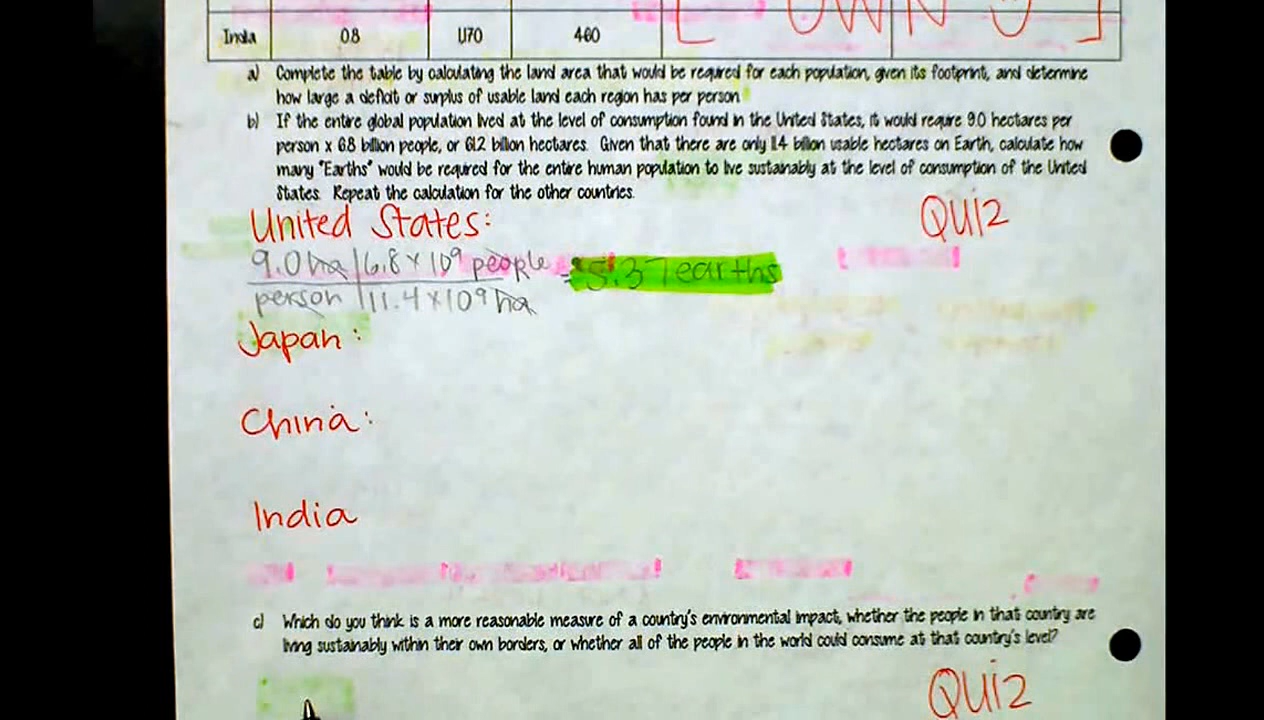 [ OWN U ]
India 0.8 1,170 460
a) Complete the table by calculating the land area that would be required for each population, given its footprint, and determine
how large a deficit or surplus of usable land each region has per person.
b) If the entire global population lived at the level of consumption found in the United States, it would require 9.0 hectares per
person x 6.8 billion people, or 61.2 billion hectares. Given that there are only 11.4 billion usable hectares on Earth, calculate how
many "Earths" would be required for the entire human population to live sustainably at the level of consumption of the United
States. Repeat the calculation for the other countries.
United States:
QUIZ
9.0 ha | 6.8 x 10⁹ people = 5.37 earths
person | 11.4 x 10⁹ ha
Japan:
China:
India
c) Which do you think is a more reasonable measure of a country's environmental impact, whether the people in that country are
living sustainably within their own borders, or whether all of the people in the world could consume at that country's level?
QUIZ